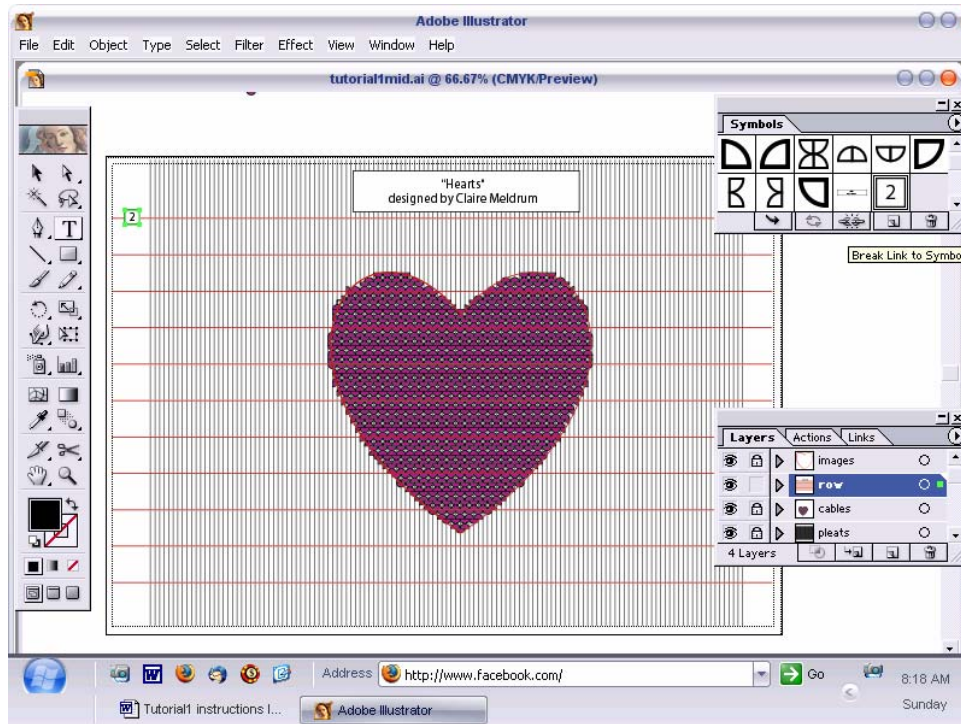 Adobe Illustrator
File Edit Object Type Select Filter Effect View Window Help
tutorial1mid.ai @ 66.67% (CMYK/Preview)
Symbols
2
Break Link to Symbo
"Hearts"
designed by Claire Meldrum
2
T
Layers Actions Links
images
row
cables
pleats
4 Layers
Address http://www.facebook.com/ Go
8:18 AM
Sunday
Tutorial1 instructions I...
Adobe Illustrator